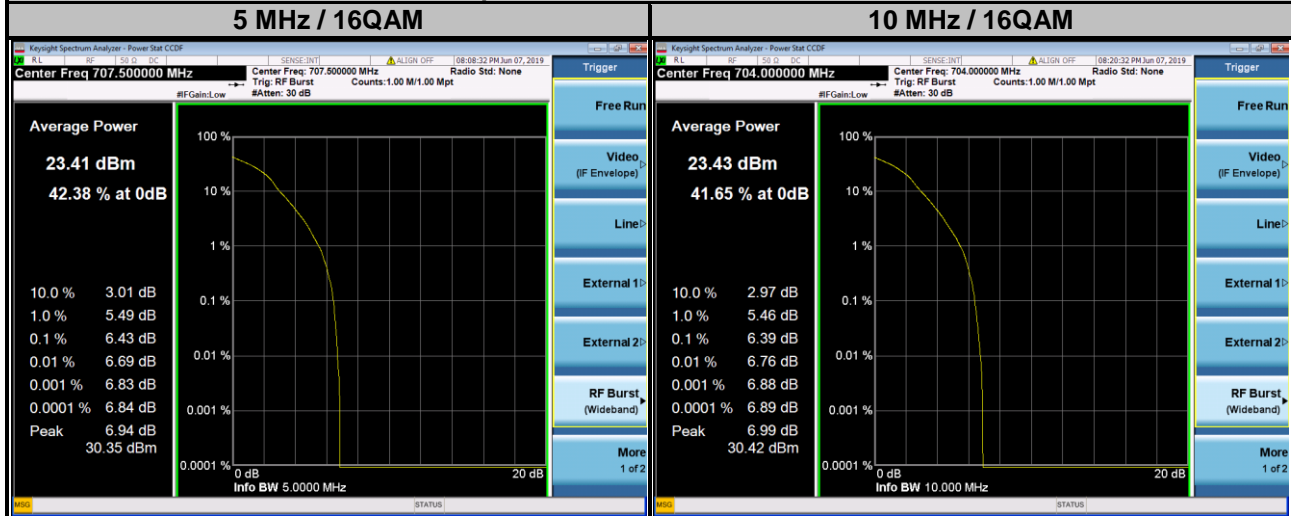 5 MHz / 16QAM
Keysight Spectrum Analyzer - Power Stat CCDF
RL RF 50 Ω DC SENSE:INT ALIGN OFF 08:08:32 PM Jun 07, 2019
Center Freq 707.500000 MHz
Center Freq: 707.500000 MHz Radio Std: None
Trig: RF Burst Counts:1.00 M/1.00 Mpt
#IFGain:Low #Atten: 30 dB
Average Power
23.41 dBm
42.38 % at 0dB
10.0 % 3.01 dB
1.0 % 5.49 dB
0.1 % 6.43 dB
0.01 % 6.69 dB
0.001 % 6.83 dB
0.0001 % 6.84 dB
Peak 6.94 dB
30.35 dBm
100 %
10 %
1 %
0.1 %
0.01 %
0.001 %
0.0001 %
0 dB 20 dB
Info BW 5.0000 MHz
Trigger
Free Run
Video
(IF Envelope)
Line
External 1
External 2
RF Burst
(Wideband)
More
1 of 2
MSG STATUS
10 MHz / 16QAM
Keysight Spectrum Analyzer - Power Stat CCDF
RL RF 50 Ω DC SENSE:INT ALIGN OFF 08:20:32 PM Jun 07, 2019
Center Freq 704.000000 MHz
Center Freq: 704.000000 MHz Radio Std: None
Trig: RF Burst Counts:1.00 M/1.00 Mpt
#IFGain:Low #Atten: 30 dB
Average Power
23.43 dBm
41.65 % at 0dB
10.0 % 2.97 dB
1.0 % 5.46 dB
0.1 % 6.39 dB
0.01 % 6.76 dB
0.001 % 6.88 dB
0.0001 % 6.89 dB
Peak 6.99 dB
30.42 dBm
100 %
10 %
1 %
0.1 %
0.01 %
0.001 %
0.0001 %
0 dB 20 dB
Info BW 10.000 MHz
Trigger
Free Run
Video
(IF Envelope)
Line
External 1
External 2
RF Burst
(Wideband)
More
1 of 2
MSG STATUS